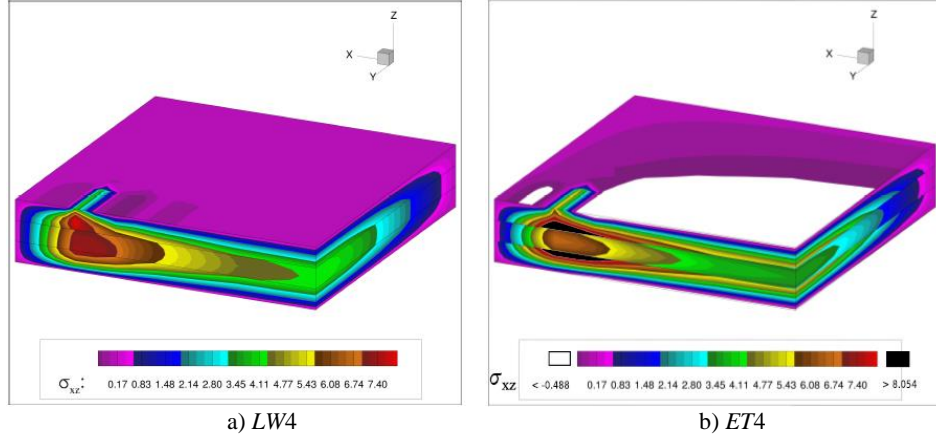 Z
X
Y
Z
X
Y
σxz:
0.17 0.83 1.48 2.14 2.80 3.45 4.11 4.77 5.43 6.08 6.74 7.40
σxz
< -0.488 0.17 0.83 1.48 2.14 2.80 3.45 4.11 4.77 5.43 6.08 6.74 7.40 > 8.054
a) LW4
b) ET4